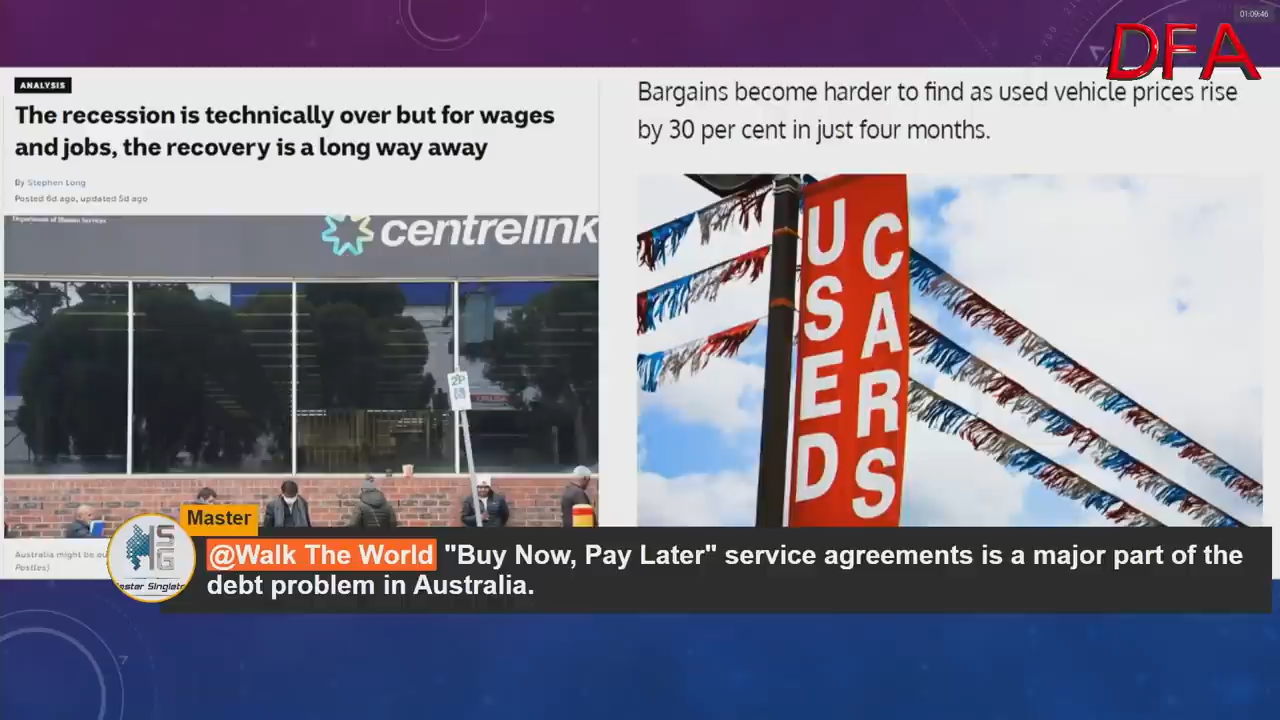 01:09:46
DFA
ANALYSIS
The recession is technically over but for wages
and jobs, the recovery is a long way away
By Stephen Long
Posted 6d ago, updated 5d ago
Department of Human Services
centrelink
2P
Bargains become harder to find as used vehicle prices rise
by 30 per cent in just four months.
USED
CARS
Australia might be ou
Postles)
SG
Master
@Walk The World "Buy Now, Pay Later" service agreements is a major part of the
debt problem in Australia.